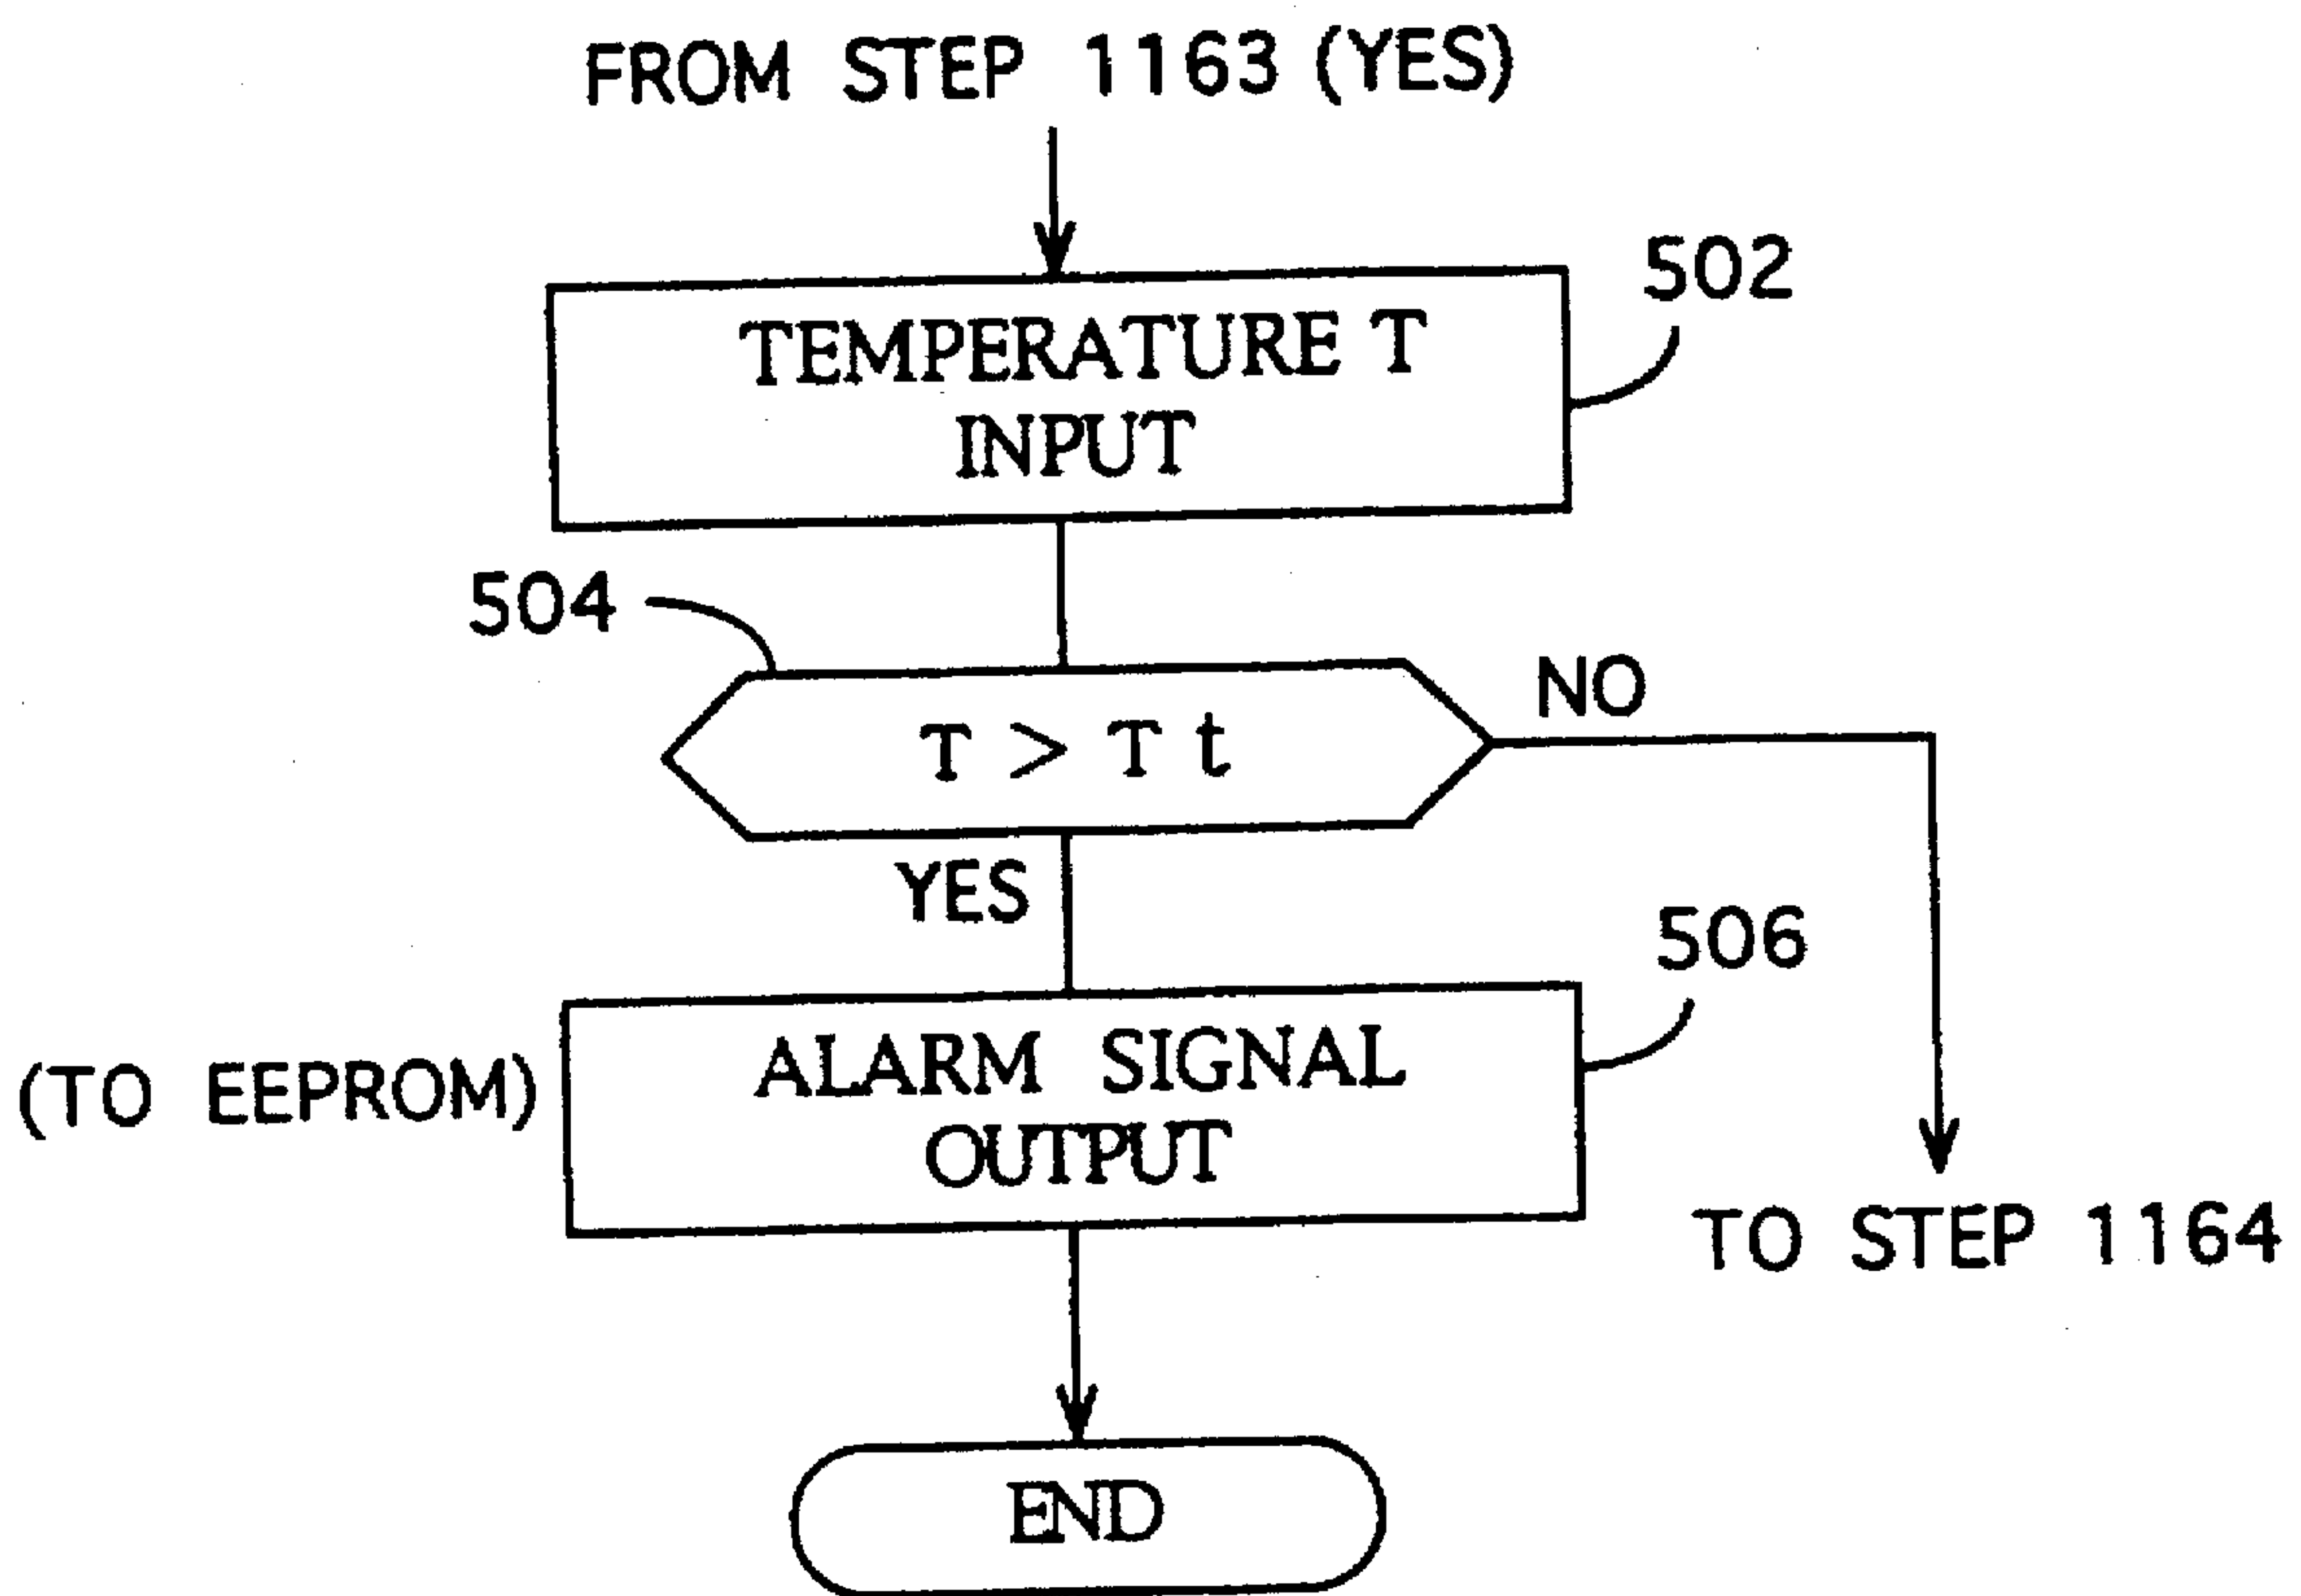 FROM STEP 1163 (YES)
502
TEMPERATURE T
INPUT
504
T > T t
NO
YES
506
(TO EEPROM)
ALARM SIGNAL
OUTPUT
TO STEP 1164
END